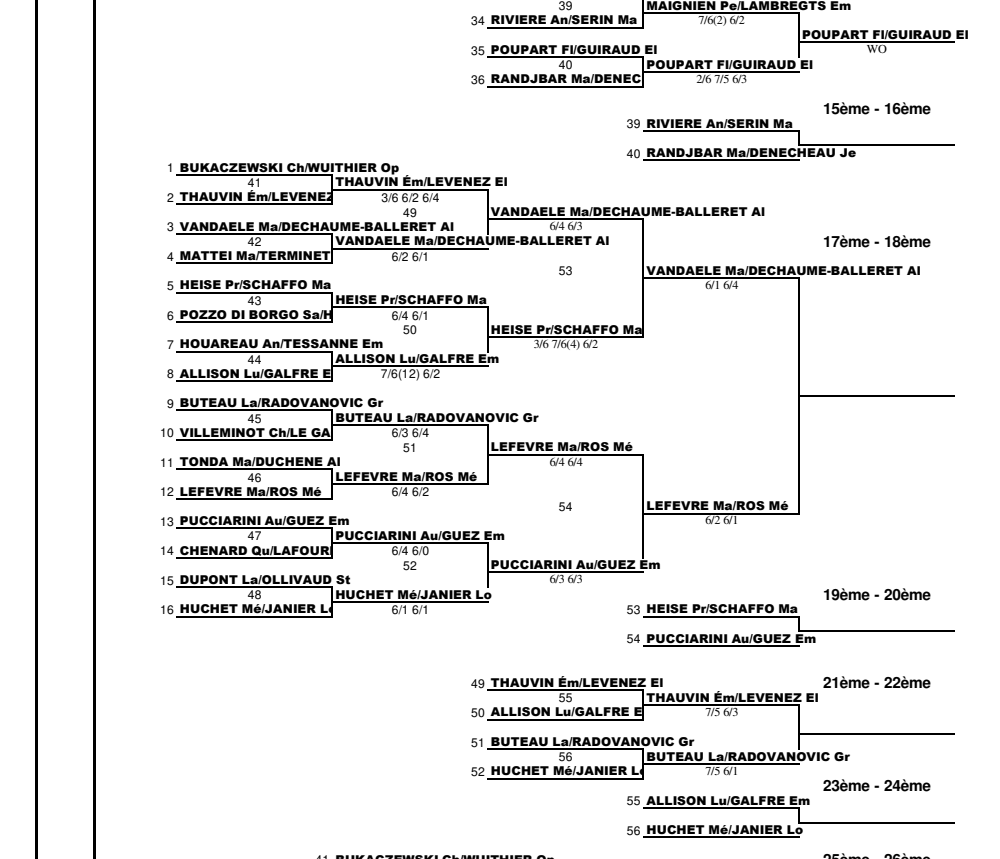 39 MAIGNIEN Pe/LAMBREGTS Em
34 RIVIERE An/SERIN Ma 7/6(2) 6/2
POUPART Fl/GUIRAUD El
35 POUPART Fl/GUIRAUD El WO
40 POUPART Fl/GUIRAUD El
36 RANDJBAR Ma/DENEC 2/6 7/5 6/3
15ème - 16ème
39 RIVIERE An/SERIN Ma
40 RANDJBAR Ma/DENECHEAU Je
1 BUKACZEWSKI Ch/WUITHIER Op
41 THAUVIN Ém/LEVENEZ El
2 THAUVIN Ém/LEVENEZ 3/6 6/2 6/4
49 VANDAELE Ma/DECHAUME-BALLERET Al
3 VANDAELE Ma/DECHAUME-BALLERET Al 6/4 6/3
42 VANDAELE Ma/DECHAUME-BALLERET Al 17ème - 18ème
4 MATTEI Ma/TERMINET 6/2 6/1
53 VANDAELE Ma/DECHAUME-BALLERET Al
5 HEISE Pr/SCHAFFO Ma 6/1 6/4
43 HEISE Pr/SCHAFFO Ma
6 POZZO DI BORGO Sa/H 6/4 6/1
50 HEISE Pr/SCHAFFO Ma
7 HOUAREAU An/TESSANNE Em 3/6 7/6(4) 6/2
44 ALLISON Lu/GALFRE Em
8 ALLISON Lu/GALFRE E 7/6(12) 6/2
9 BUTEAU La/RADOVANOVIC Gr
45 BUTEAU La/RADOVANOVIC Gr
10 VILLEMINOT Ch/LE GA 6/3 6/4
51 LEFEVRE Ma/ROS Mé
11 TONDA Ma/DUCHENE Al 6/4 6/4
46 LEFEVRE Ma/ROS Mé
12 LEFEVRE Ma/ROS Mé 6/4 6/2
54 LEFEVRE Ma/ROS Mé
13 PUCCIARINI Au/GUEZ Em 6/2 6/1
47 PUCCIARINI Au/GUEZ Em
14 CHENARD Qu/LAFOUR 6/4 6/0
52 PUCCIARINI Au/GUEZ Em
15 DUPONT La/OLLIVAUD St 6/3 6/3
48 HUCHET Mé/JANIER Lo 19ème - 20ème
16 HUCHET Mé/JANIER Lo 6/1 6/1 53 HEISE Pr/SCHAFFO Ma
54 PUCCIARINI Au/GUEZ Em
49 THAUVIN Ém/LEVENEZ El 21ème - 22ème
55 THAUVIN Ém/LEVENEZ El
50 ALLISON Lu/GALFRE E 7/5 6/3
51 BUTEAU La/RADOVANOVIC Gr
56 BUTEAU La/RADOVANOVIC Gr
52 HUCHET Mé/JANIER Lo 7/5 6/1
23ème - 24ème
55 ALLISON Lu/GALFRE Em
56 HUCHET Mé/JANIER Lo
41 BUKACZEWSKI Ch/WUITHIER Op 25ème - 26ème